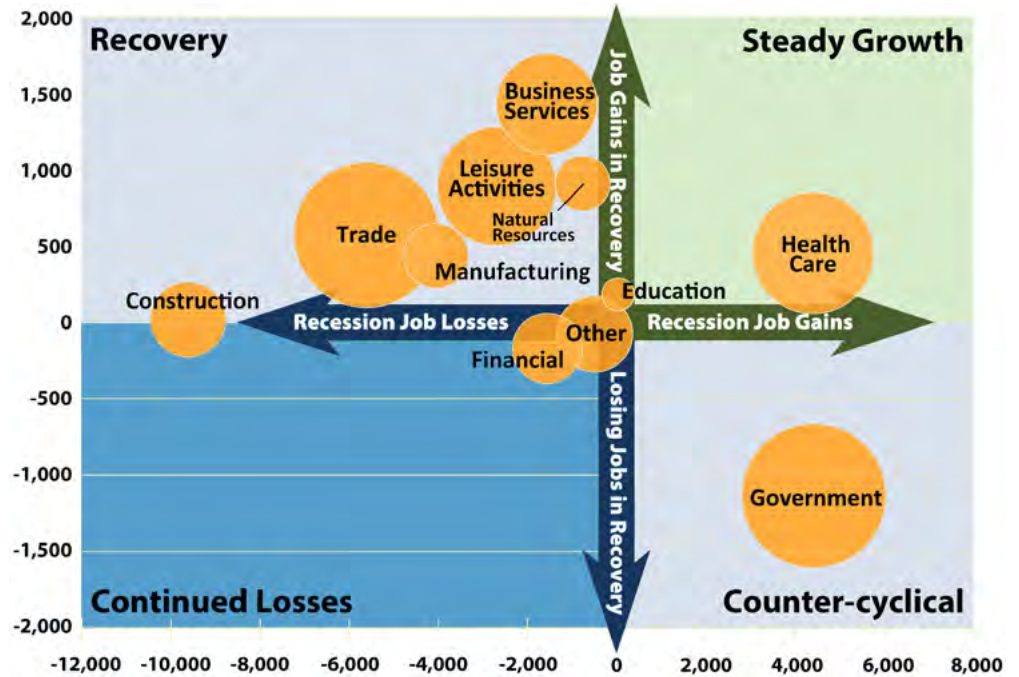 2,000
1,500
1,000
500
0
-500
-1,000
-1,500
-2,000
Recovery
Steady Growth
Job Gains in Recovery
Business
Services
Leisure
Activities
Natural
Resources
Trade
Manufacturing
Health
Care
Education
Construction
Recession Job Losses
Other
Recession Job Gains
Financial
Losing Jobs in Recovery
Government
Continued Losses
Counter-cyclical
-12,000 -10,000 -8,000 -6,000 -4,000 -2,000 0 2,000 4,000 6,000 8,000